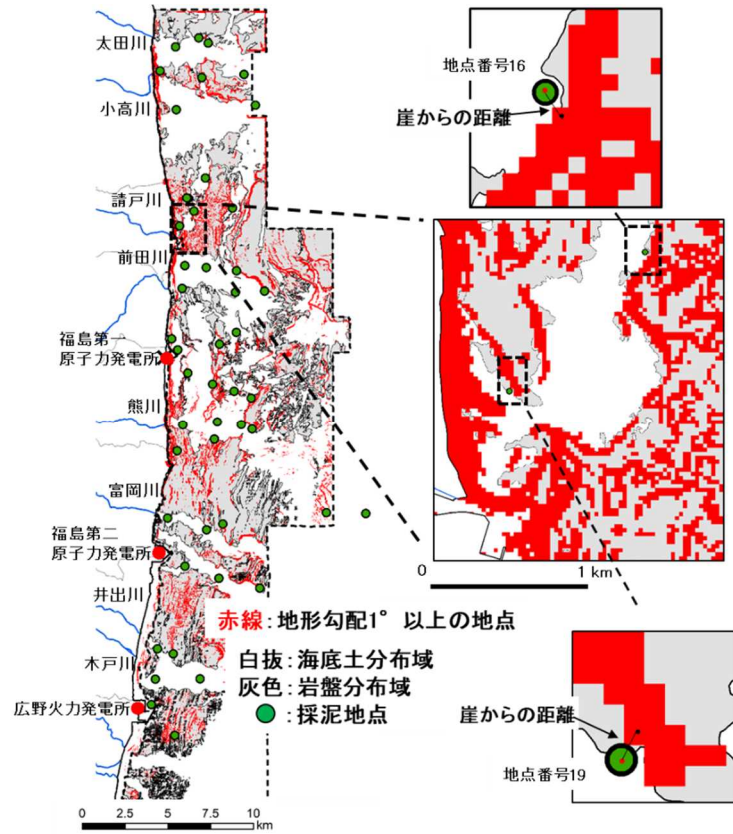 太田川
小高川
請戸川
前田川
福島第一
原子力発電所
熊川
富岡川
福島第二
原子力発電所
井出川
木戸川
広野火力発電所
地点番号16
崖からの距離
0 1 km
赤線:地形勾配1°以上の地点
白抜:海底土分布域
灰色:岩盤分布域
:採泥地点
崖からの距離
地点番号19
0 2.5 5 7.5 10
km